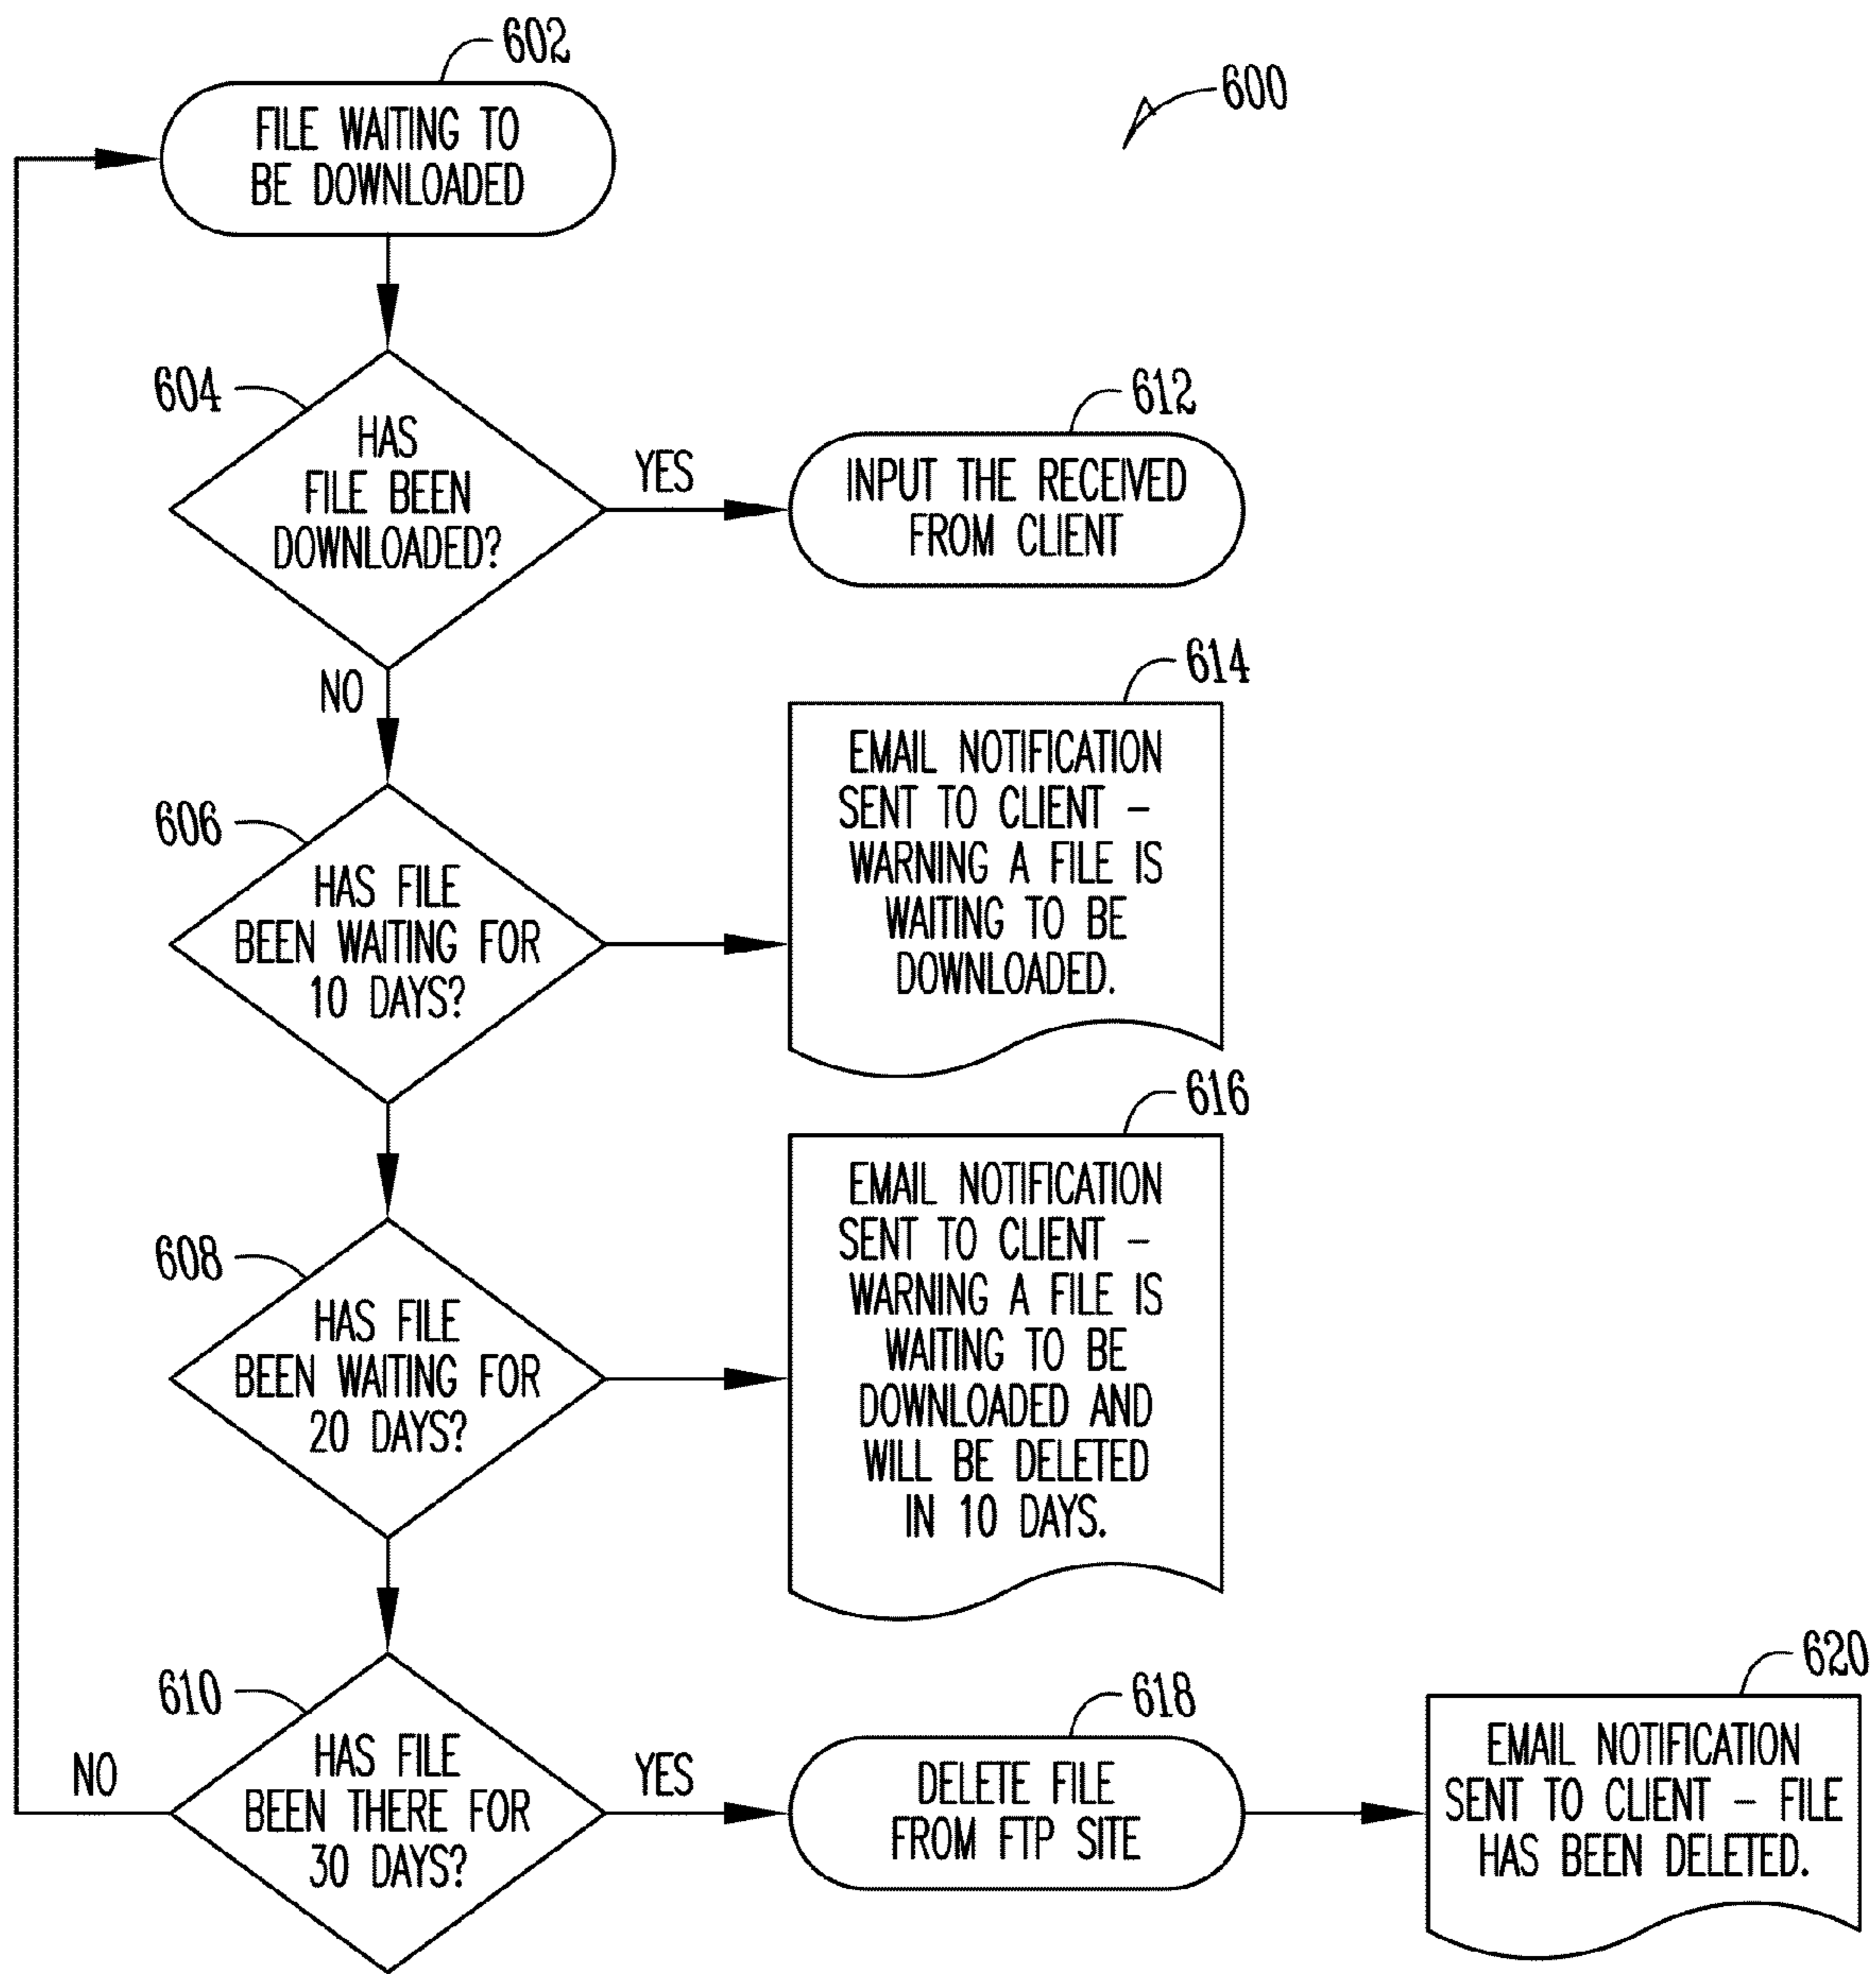 602
600
FILE WAITING TO
BE DOWNLOADED
604
HAS
FILE BEEN
DOWNLOADED?
YES
612
INPUT THE RECEIVED
FROM CLIENT
NO
614
EMAIL NOTIFICATION
SENT TO CLIENT –
WARNING A FILE IS
WAITING TO BE
DOWNLOADED.
606
HAS FILE
BEEN WAITING FOR
10 DAYS?
616
EMAIL NOTIFICATION
SENT TO CLIENT –
WARNING A FILE IS
WAITING TO BE
DOWNLOADED AND
WILL BE DELETED
IN 10 DAYS.
608
HAS FILE
BEEN WAITING FOR
20 DAYS?
610
HAS FILE
BEEN THERE FOR
30 DAYS?
NO
YES
618
DELETE FILE
FROM FTP SITE
620
EMAIL NOTIFICATION
SENT TO CLIENT – FILE
HAS BEEN DELETED.